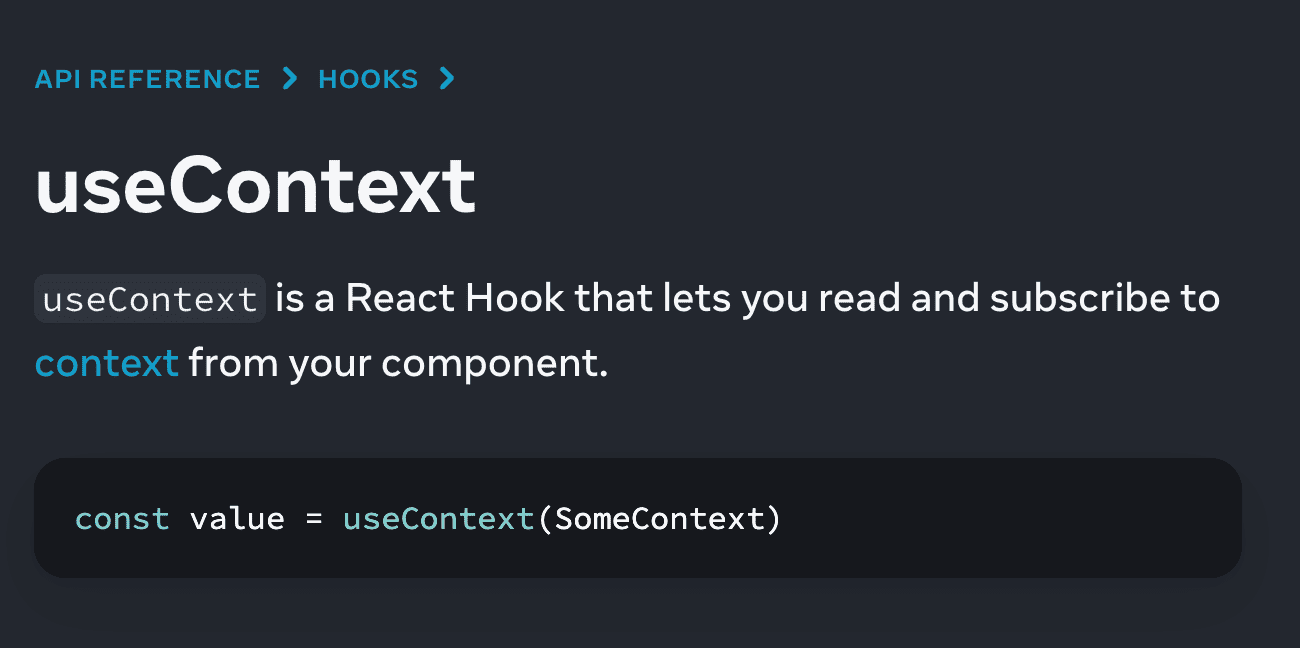 API REFERENCE > HOOKS >
useContext
useContext is a React Hook that lets you read and subscribe to
context from your component.
const value = useContext(SomeContext)